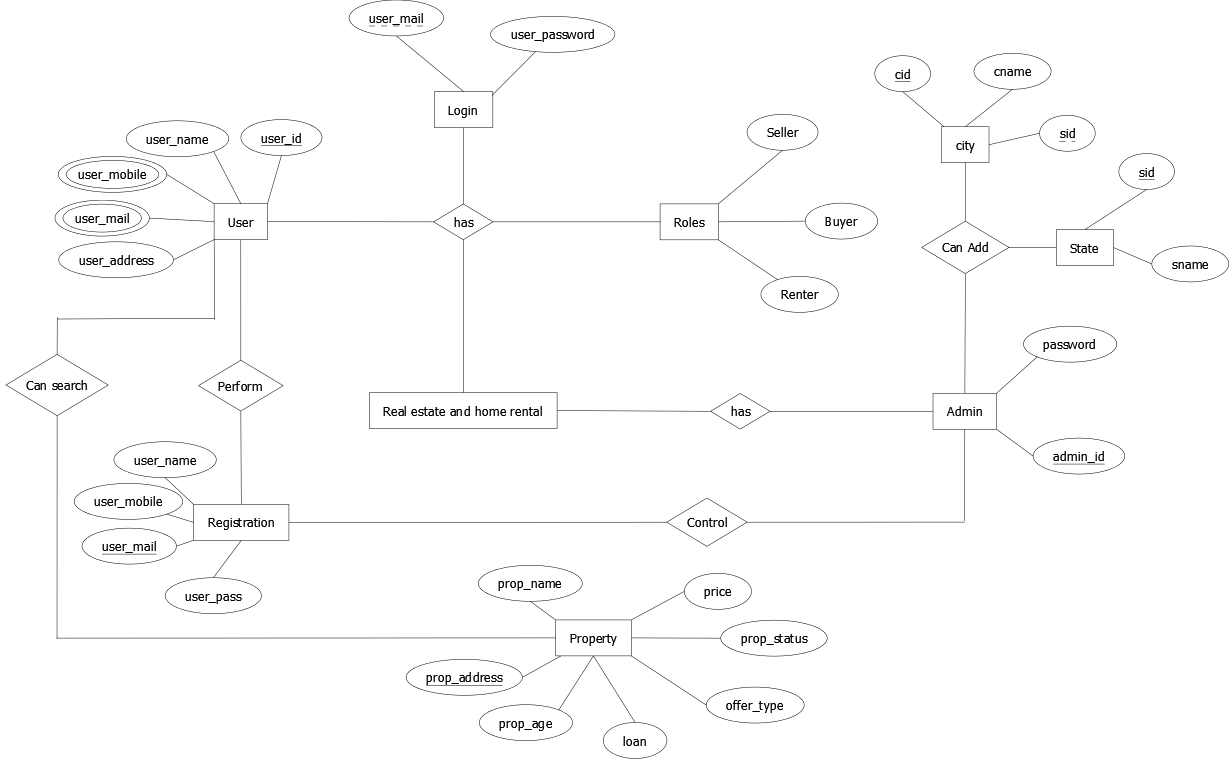 user_mail
user_password
cid
cname
Login
user_name
user_id
Seller
sid
city
user_mobile
sid
user_mail
User
has
Roles
Buyer
Can Add
State
user_address
sname
Renter
password
Can search
Perform
Real estate and home rental
has
Admin
user_name
admin_id
user_mobile
Registration
Control
user_mail
prop_name
price
user_pass
Property
prop_status
prop_address
offer_type
prop_age
loan